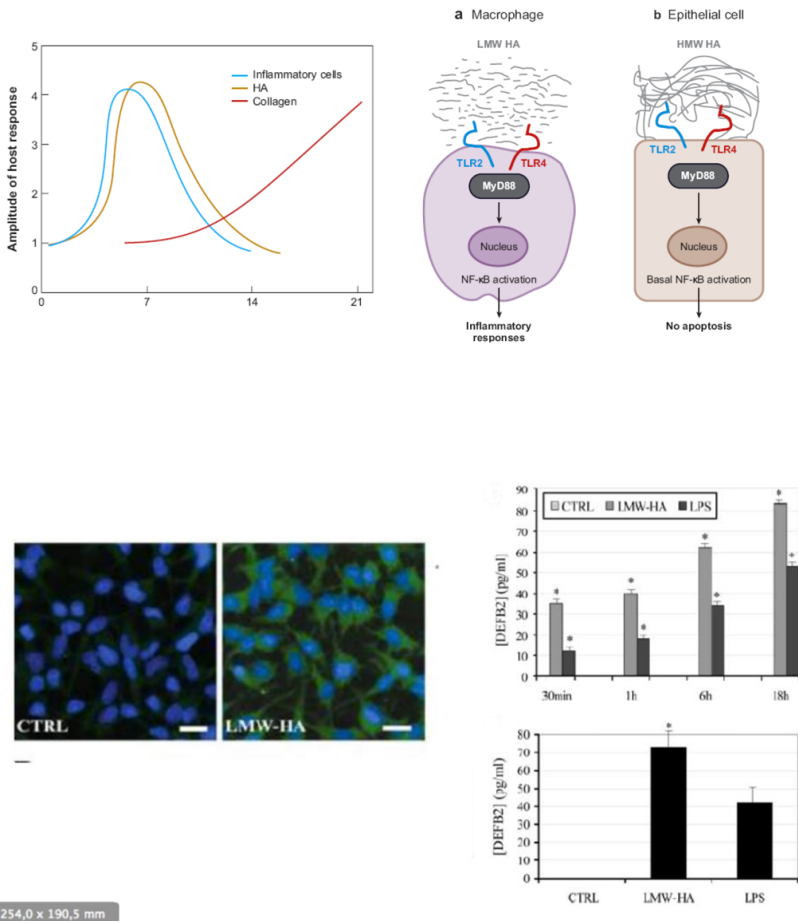 a Macrophage
b Epithelial cell
LMW HA
HMW HA
Amplitude of host response
5
4
3
2
1
0
0
7
14
21
Inflammatory cells
HA
Collagen
TLR2
TLR4
MyD88
Nucleus
NF-κB activation
Inflammatory
responses
TLR2
TLR4
MyD88
Nucleus
Basal NF-κB activation
No apoptosis
CTRL
LMW-HA
[DEFB2] (pg/ml)
90
80
70
60
50
40
30
20
10
0
CTRL LMW-HA LPS
* * * * * * * *
30min 1h 6h 18h
[DEFB2] (pg/ml)
80
70
60
50
40
30
20
10
0
*
CTRL LMW-HA LPS
254,0 x 190,5 mm